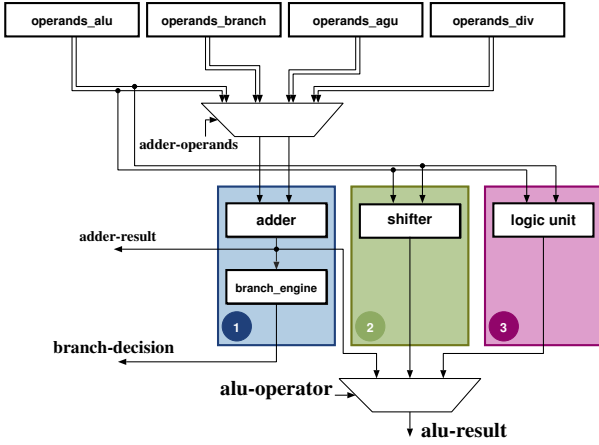 operands_alu
operands_branch
operands_agu
operands_div
adder-operands
adder
shifter
logic unit
adder-result
branch_engine
1
2
3
branch-decision
alu-operator
alu-result